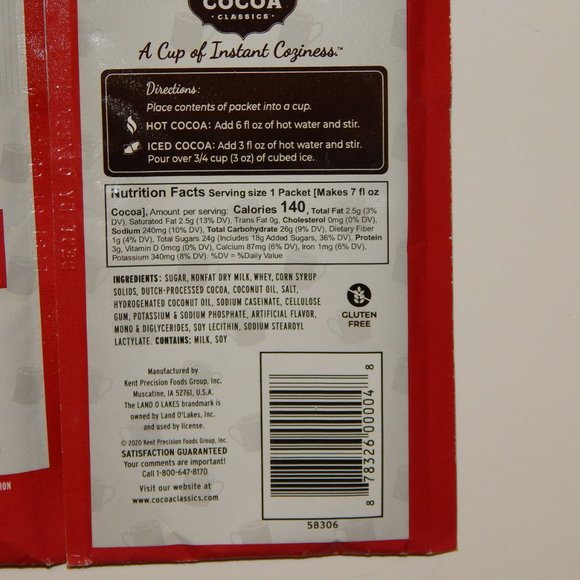 COCOA
CLASSICS
A Cup of Instant Coziness.™
Directions:
Place contents of packet into a cup.
HOT COCOA: Add 6 fl oz of hot water and stir.
ICED COCOA: Add 3 fl oz of hot water and stir.
Pour over 3/4 cup (3 oz) of cubed ice.
Nutrition Facts Serving size 1 Packet [Makes 7 fl oz
Cocoa], Amount per serving: Calories 140, Total Fat 2.5g (3%
DV), Saturated Fat 2.5g (13% DV), Trans Fat 0g, Cholesterol 0mg (0% DV),
Sodium 240mg (10% DV), Total Carbohydrate 26g (9% DV), Dietary Fiber
1g (4% DV), Total Sugars 24g (Includes 18g Added Sugars, 36% DV), Protein
3g, Vitamin D 0mcg (0% DV), Calcium 87mg (6% DV), Iron 1mg (6% DV),
Potassium 340mg (8% DV). %DV = %Daily Value
INGREDIENTS: SUGAR, NONFAT DRY MILK, WHEY, CORN SYRUP
SOLIDS, DUTCH-PROCESSED COCOA, COCONUT OIL, SALT,
HYDROGENATED COCONUT OIL, SODIUM CASEINATE, CELLULOSE
GUM, POTASSIUM & SODIUM PHOSPHATE, ARTIFICIAL FLAVOR,
MONO & DIGLYCERIDES, SOY LECITHIN, SODIUM STEAROYL
LACTYLATE. CONTAINS: MILK, SOY
GLUTEN
FREE
Manufactured by
Kent Precision Foods Group, Inc.
Muscatine, IA 52761, U.S.A.
The LAND O LAKES brandmark is
owned by Land O'Lakes, Inc.
and used by license.
© 2020 Kent Precision Foods Group, Inc.
SATISFACTION GUARANTEED
Your comments are important!
Call 1-800-647-8170
Visit our website at
www.cocoaclassics.com
8 78326 00004 8
58306